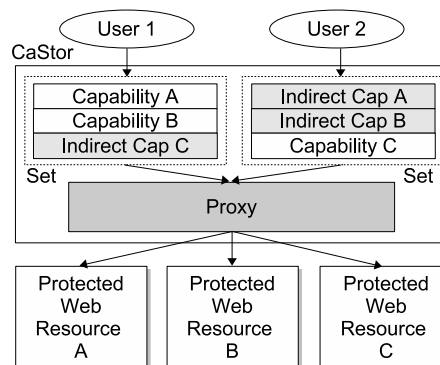 User 1
User 2
CaStor
Capability A
Capability B
Indirect Cap C
Indirect Cap A
Indirect Cap B
Capability C
Set
Set
Proxy
Protected
Web
Resource
A
Protected
Web
Resource
B
Protected
Web
Resource
C